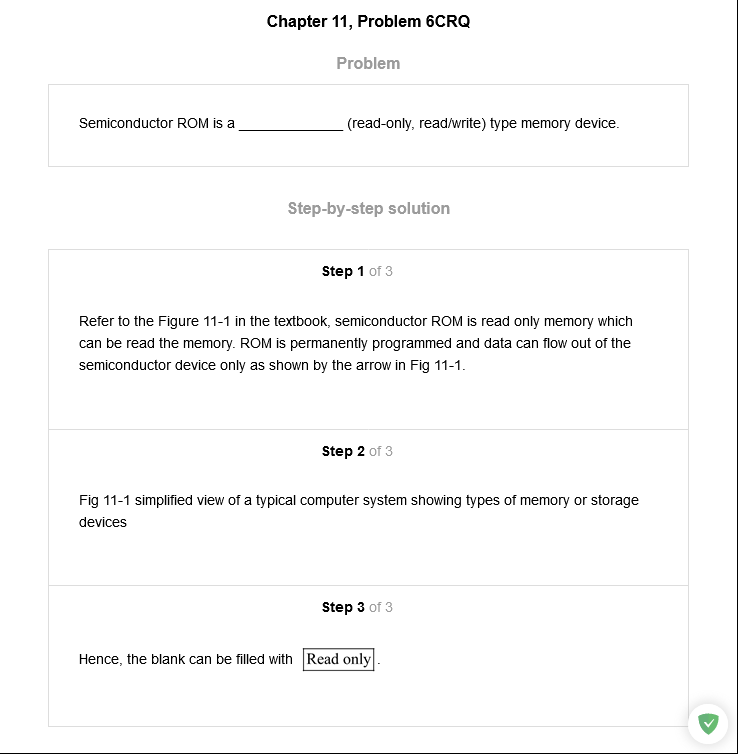 Chapter 11, Problem 6CRQ
Problem
Semiconductor ROM is a _____________ (read-only, read/write) type memory device.
Step-by-step solution
Step 1 of 3
Refer to the Figure 11-1 in the textbook, semiconductor ROM is read only memory which
can be read the memory. ROM is permanently programmed and data can flow out of the
semiconductor device only as shown by the arrow in Fig 11-1.
Step 2 of 3
Fig 11-1 simplified view of a typical computer system showing types of memory or storage
devices
Step 3 of 3
Hence, the blank can be filled with Read only.